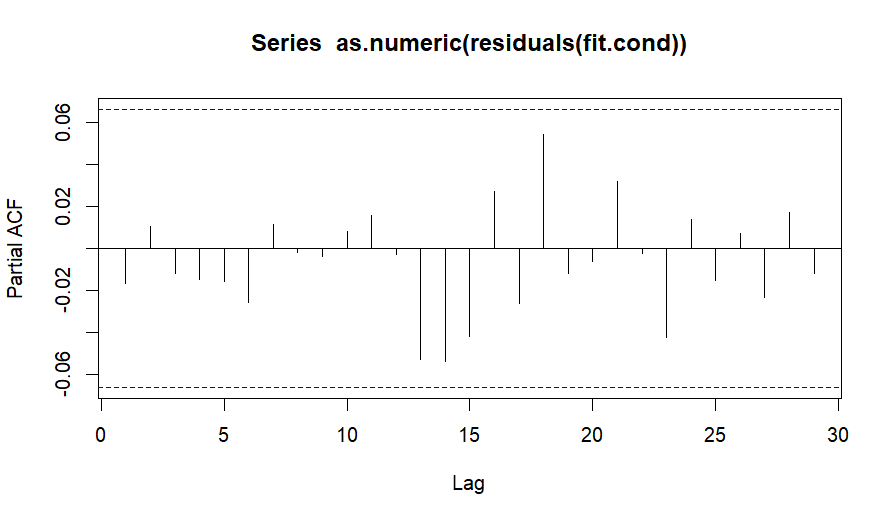 Series  as.numeric(residuals(fit.cond))
0.06
0.02
-0.02
-0.06
Partial ACF
0 5 10 15 20 25 30
Lag